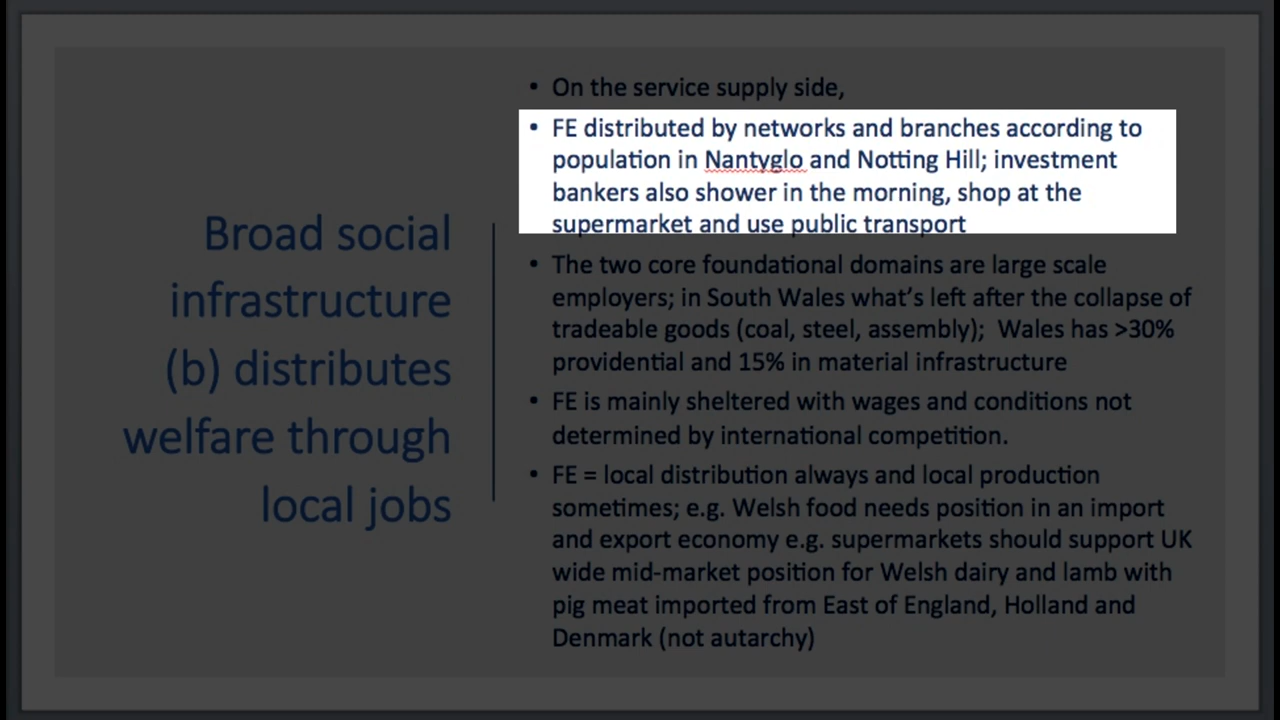 Broad social
infrastructure
(b) distributes
welfare through
local jobs
• On the service supply side,
• FE distributed by networks and branches according to
population in Nantyglo and Notting Hill; investment
bankers also shower in the morning, shop at the
supermarket and use public transport
• The two core foundational domains are large scale
employers; in South Wales what’s left after the collapse of
tradeable goods (coal, steel, assembly);  Wales has >30%
providential and 15% in material infrastructure
• FE is mainly sheltered with wages and conditions not
determined by international competition.
• FE = local distribution always and local production
sometimes; e.g. Welsh food needs position in an import
and export economy e.g. supermarkets should support UK
wide mid-market position for Welsh dairy and lamb with
pig meat imported from East of England, Holland and
Denmark (not autarchy)